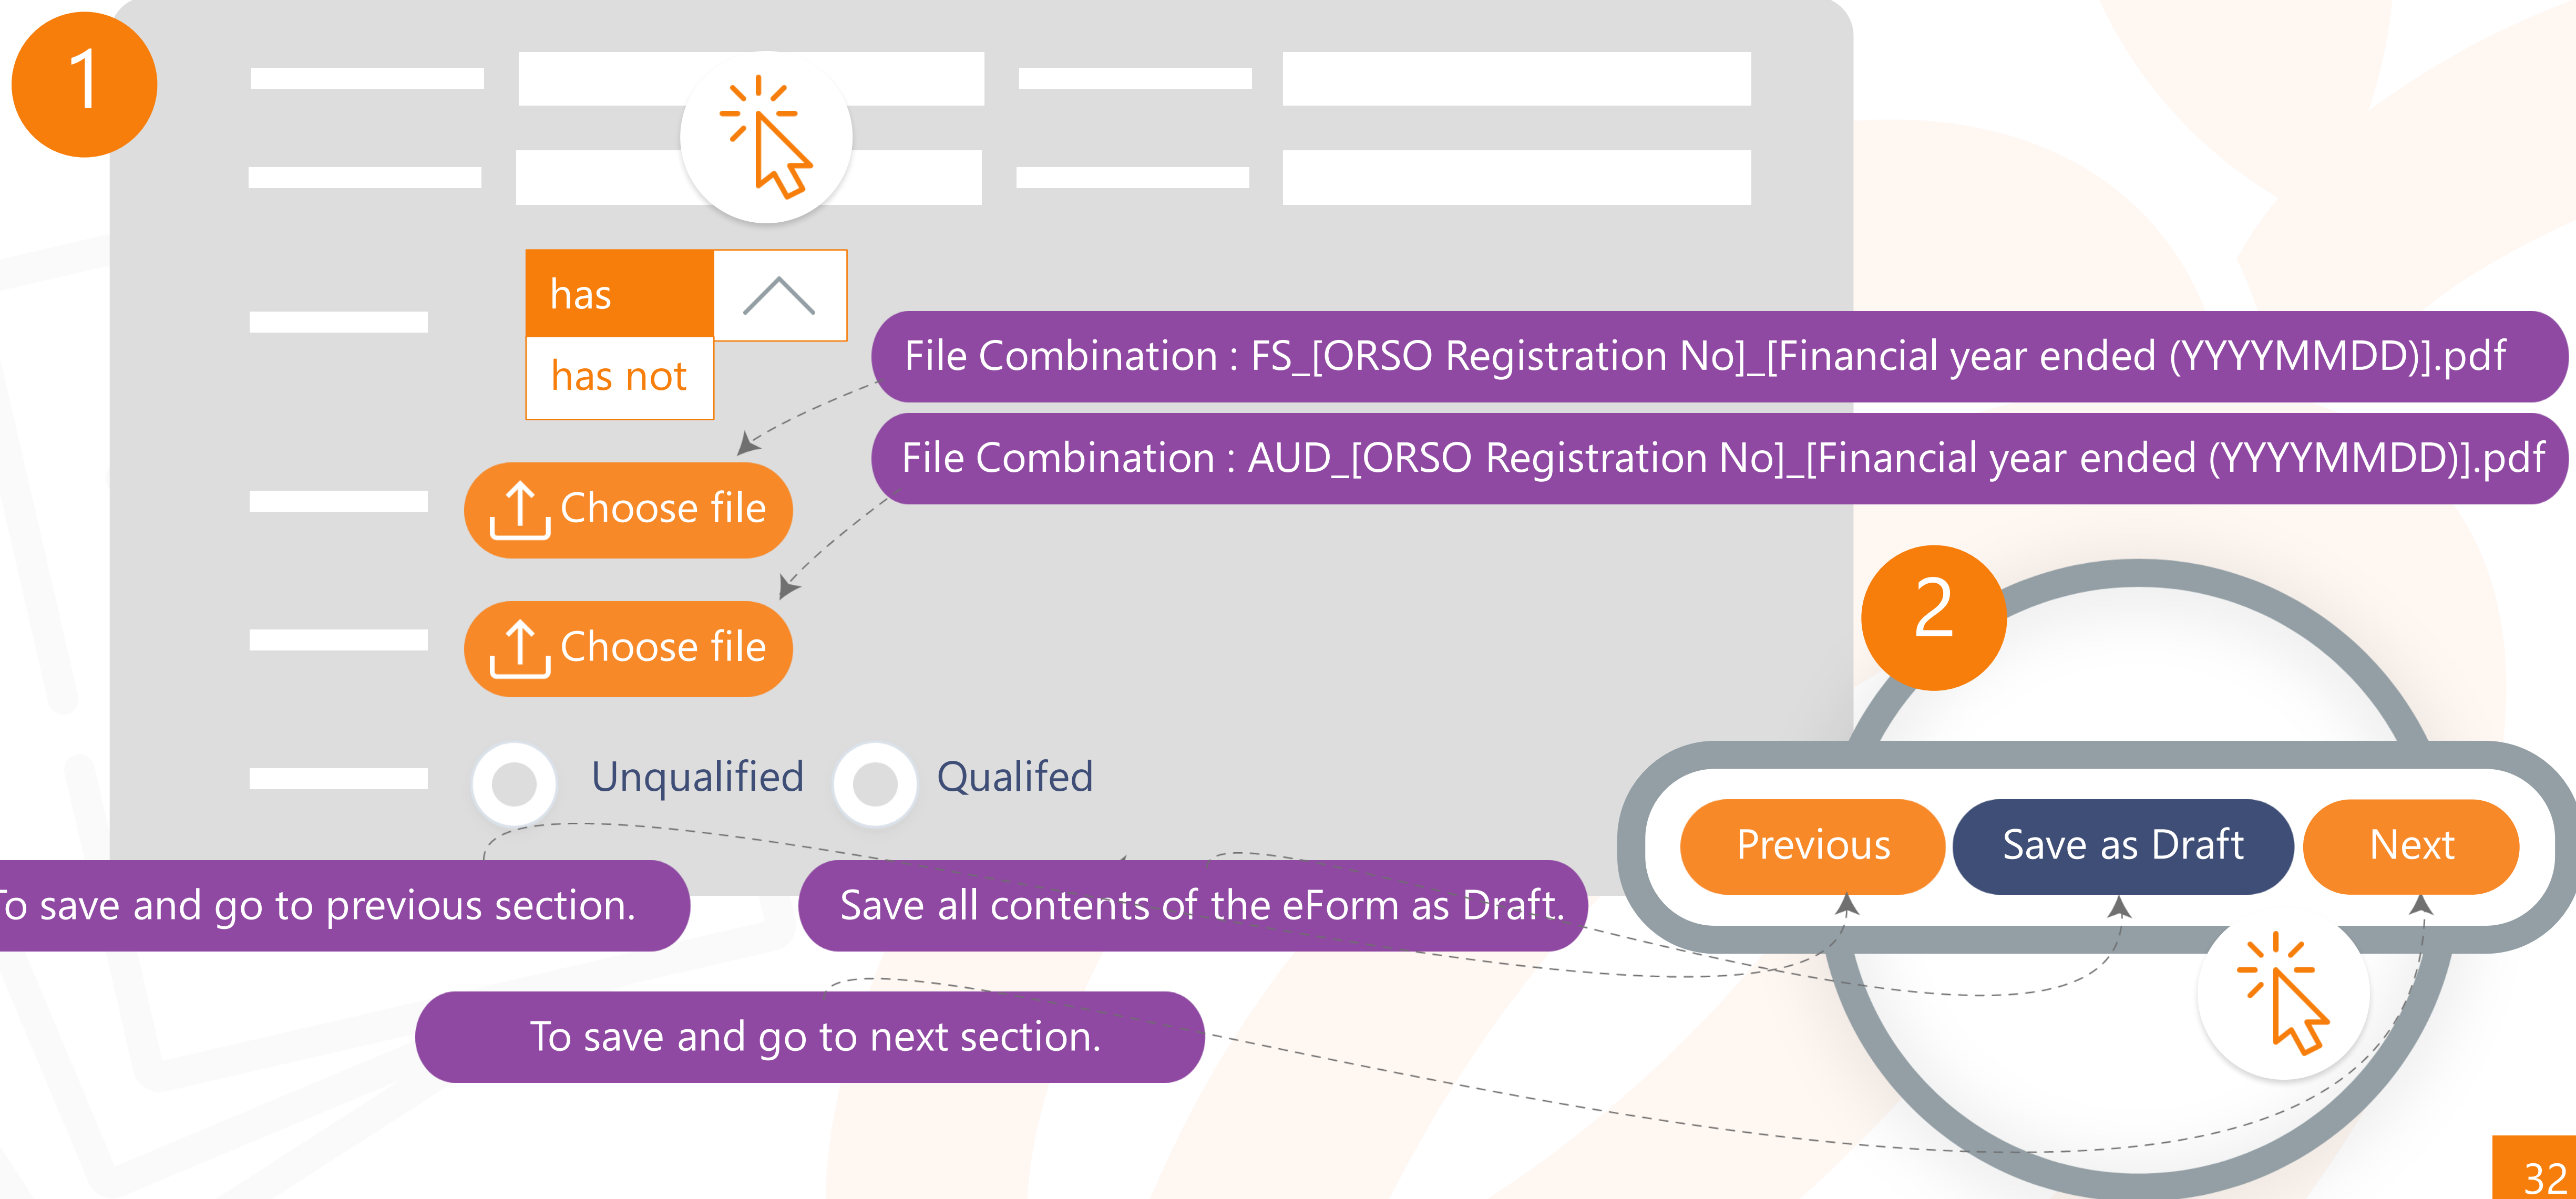 1
has
has not
File Combination : FS_[ORSO Registration No]_[Financial year ended (YYYYMMDD)].pdf
File Combination : AUD_[ORSO Registration No]_[Financial year ended (YYYYMMDD)].pdf
Choose file
Choose file
Unqualified
Qualifed
2
Previous
Save as Draft
Next
To save and go to previous section.
Save all contents of the eForm as Draft.
To save and go to next section.
32